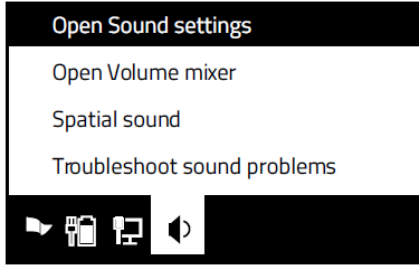 Open Sound settings
Open Volume mixer
Spatial sound
Troubleshoot sound problems